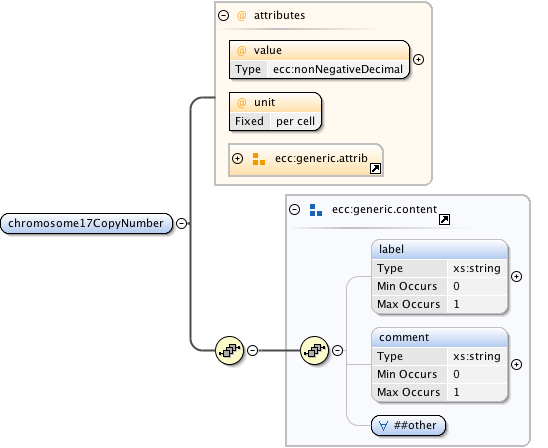 @ attributes
@ value
Type ecc:nonNegativeDecimal
@ unit
Fixed per cell
ecc:generic.attrib
chromosome17CopyNumber
ecc:generic.content
label
Type xs:string
Min Occurs 0
Max Occurs 1
comment
Type xs:string
Min Occurs 0
Max Occurs 1
∀ ##other